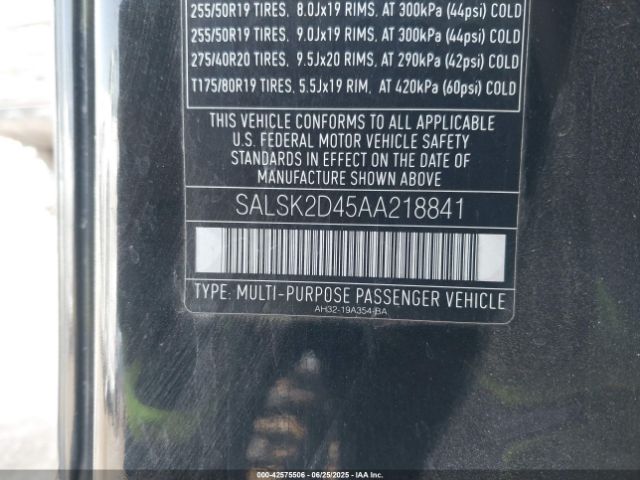 255/50R19 TIRES, 8.0Jx19 RIMS, AT 300kPa (44psi) COLD
255/50R19 TIRES, 9.0Jx19 RIMS, AT 300kPa (44psi) COLD
275/40R20 TIRES, 9.5Jx20 RIMS, AT 290kPa (42psi) COLD
T175/80R19 TIRES, 5.5Jx19 RIM, AT 420kPa (60psi) COLD
THIS VEHICLE CONFORMS TO ALL APPLICABLE
U.S. FEDERAL MOTOR VEHICLE SAFETY
STANDARDS IN EFFECT ON THE DATE OF
MANUFACTURE SHOWN ABOVE
SALSK2D45AA218841
TYPE: MULTI-PURPOSE PASSENGER VEHICLE
AH32-19A354-BA
000-42575506 - 06/25/2025 - IAA Inc.